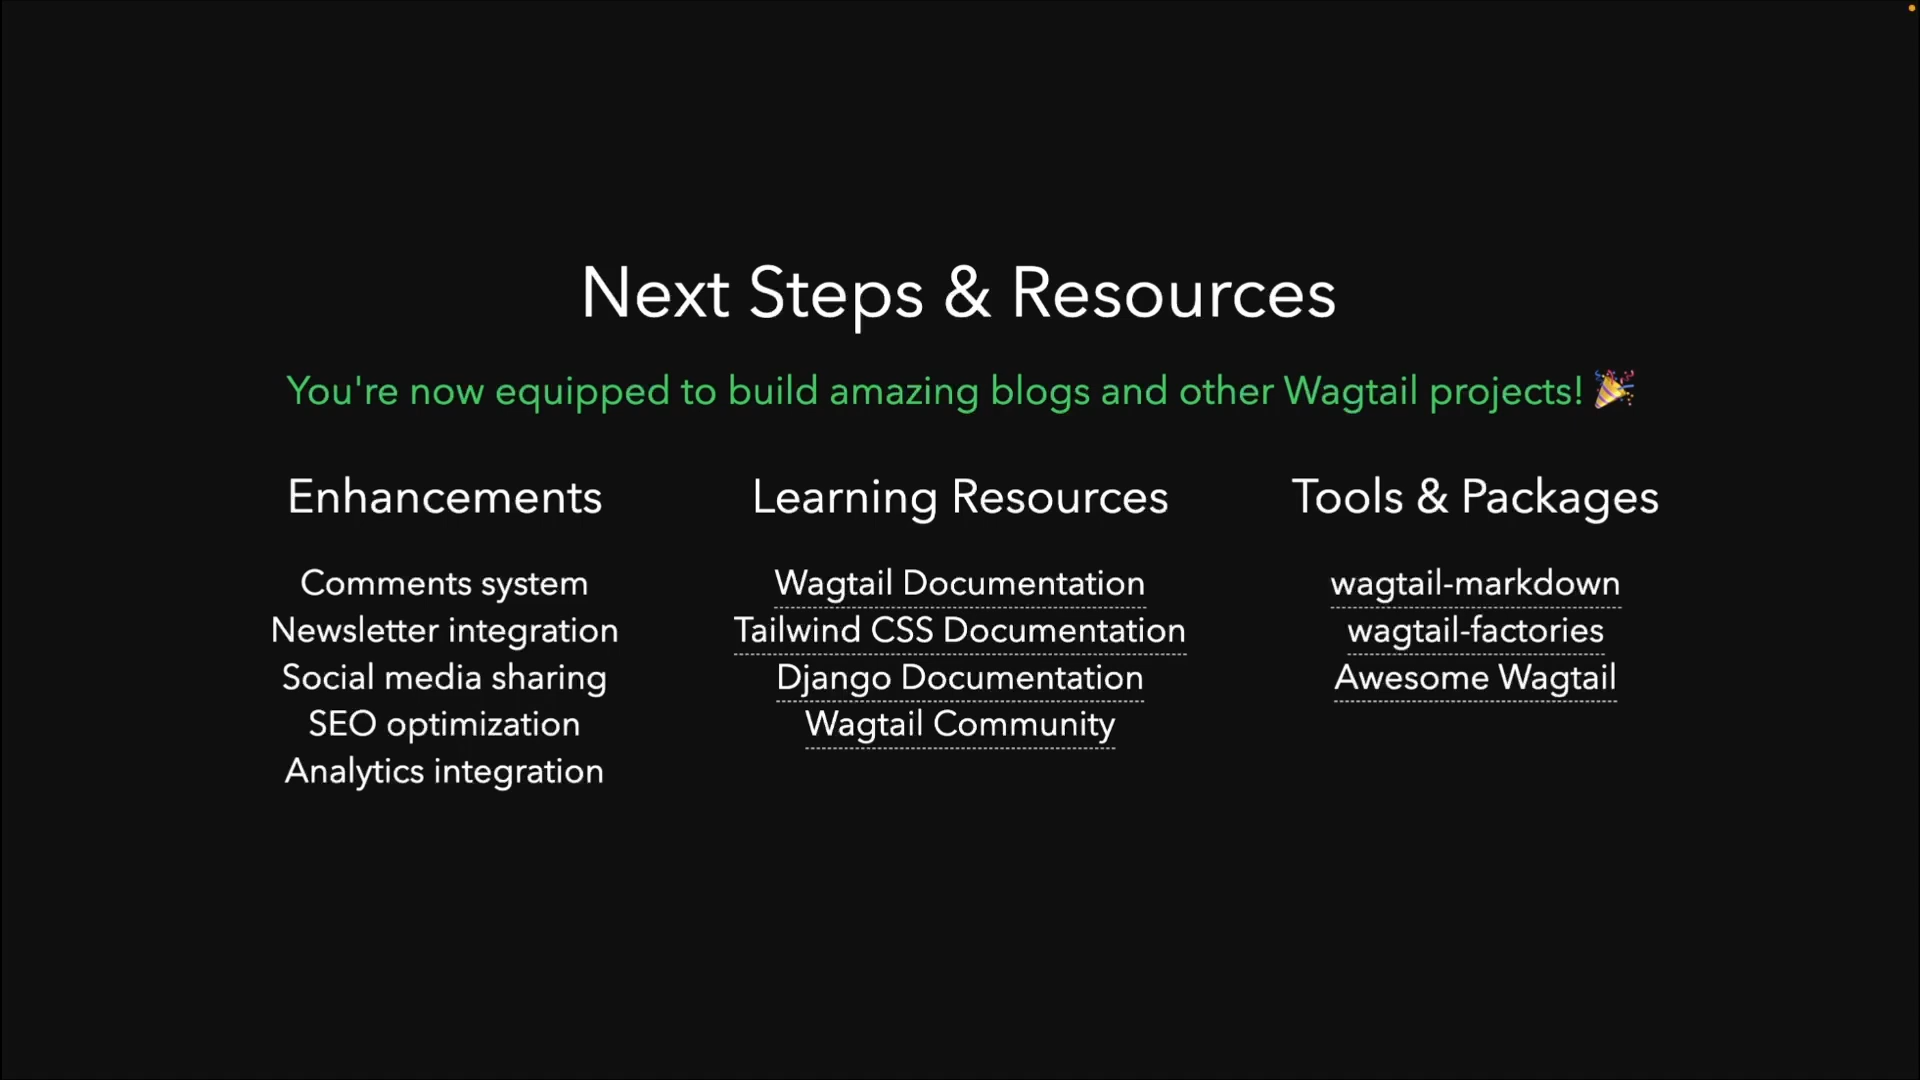 Next Steps & Resources
You're now equipped to build amazing blogs and other Wagtail projects! 🎉
Enhancements
Comments system
Newsletter integration
Social media sharing
SEO optimization
Analytics integration
Learning Resources
Wagtail Documentation
Tailwind CSS Documentation
Django Documentation
Wagtail Community
Tools & Packages
wagtail-markdown
wagtail-factories
Awesome Wagtail